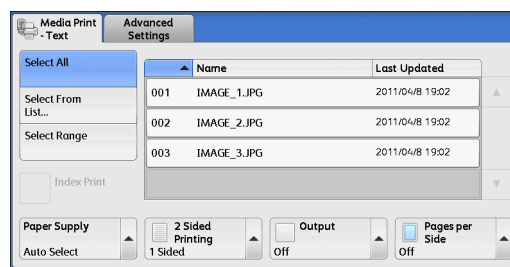 Media Print
- Text
Advanced
Settings
Select All
Select From
List...
Select Range
Index Print
Name
Last Updated
001 IMAGE_1.JPG 2011/04/8 19:02
002 IMAGE_2.JPG 2011/04/8 19:02
003 IMAGE_3.JPG 2011/04/8 19:02
Paper Supply
Auto Select
2 Sided
Printing
1 Sided
Output
Off
Pages per
Side
Off